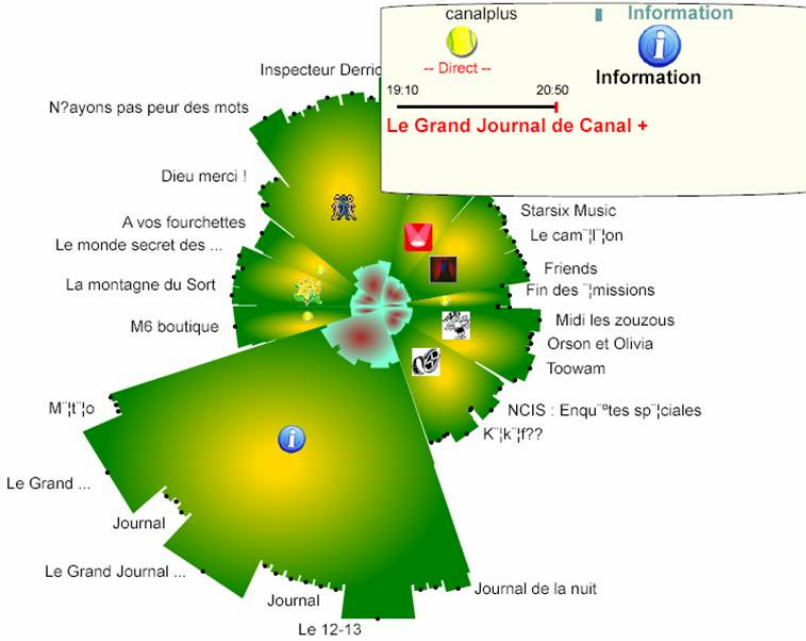 canalplus
Information
-- Direct --
Information
19:10
20:50
Le Grand Journal de Canal +
Inspecteur Derric
N?ayons pas peur des mots
Dieu merci !
A vos fourchettes
Le monde secret des ...
La montagne du Sort
M6 boutique
Starsix Music
Le cam¨¦l¨¦on
Friends
Fin des ¨¦missions
Midi les zouzous
Orson et Olivia
Toowam
NCIS : Enqu¨ºtes sp¨¦ciales
K¨¦k¨¦f??
M¨¦t¨¦o
Le Grand ...
Journal
Le Grand Journal ...
Journal
Le 12-13
Journal de la nuit